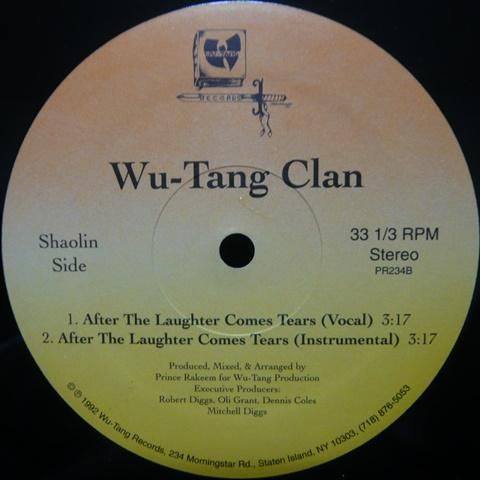 WU-TANG
RECORDS
Wu-Tang Clan
Shaolin
Side
33 1/3 RPM
Stereo
PR234B
1. After The Laughter Comes Tears (Vocal) 3:17
2. After The Laughter Comes Tears (Instrumental) 3:17
Produced, Mixed, & Arranged by
Prince Rakeem for Wu-Tang Production
Executive Producers:
Robert Diggs, Oli Grant, Dennis Coles
Mitchell Diggs
© ℗ 1992 Wu-Tang Records, 234 Morningstar Rd., Staten Island, NY 10303, (718) 876-5053